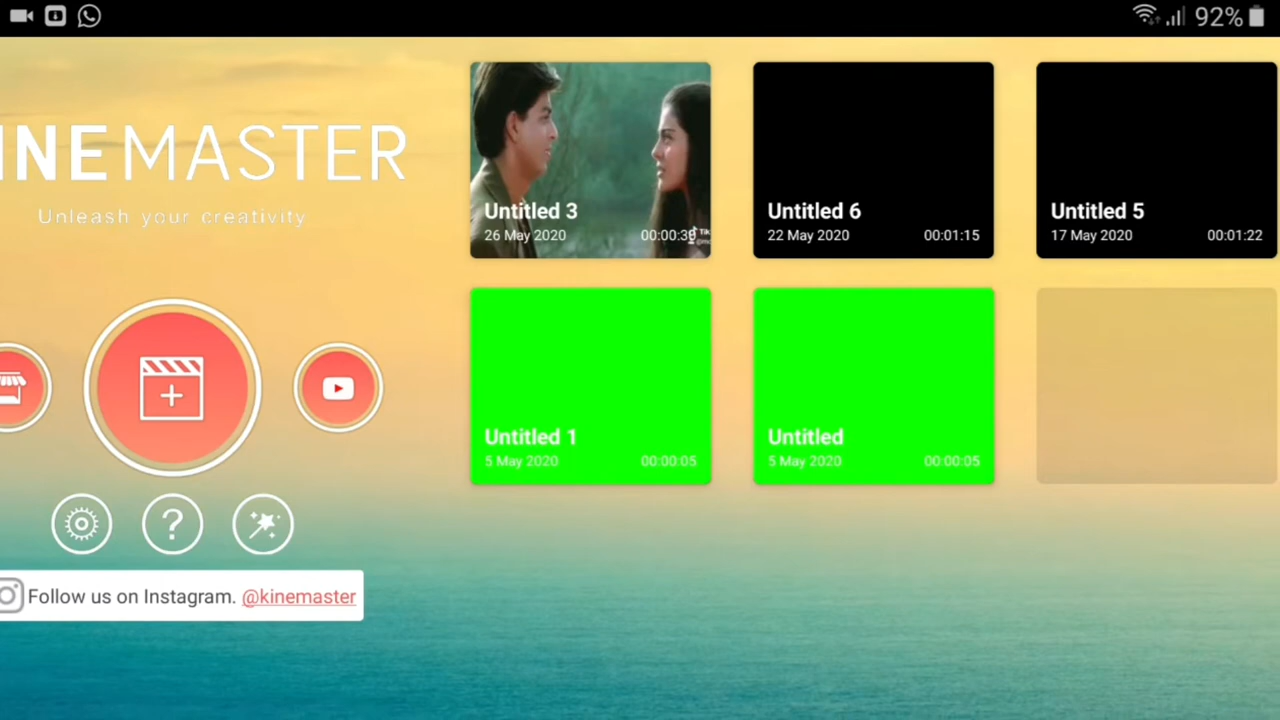 92%
INEMASTER
Unleash your creativity
Untitled 3
26 May 2020 00:00:39
Tik
Untitled 6
22 May 2020 00:01:15
Untitled 5
17 May 2020 00:01:22
Untitled 1
5 May 2020 00:00:05
Untitled
5 May 2020 00:00:05
?
Follow us on Instagram. @kinemaster